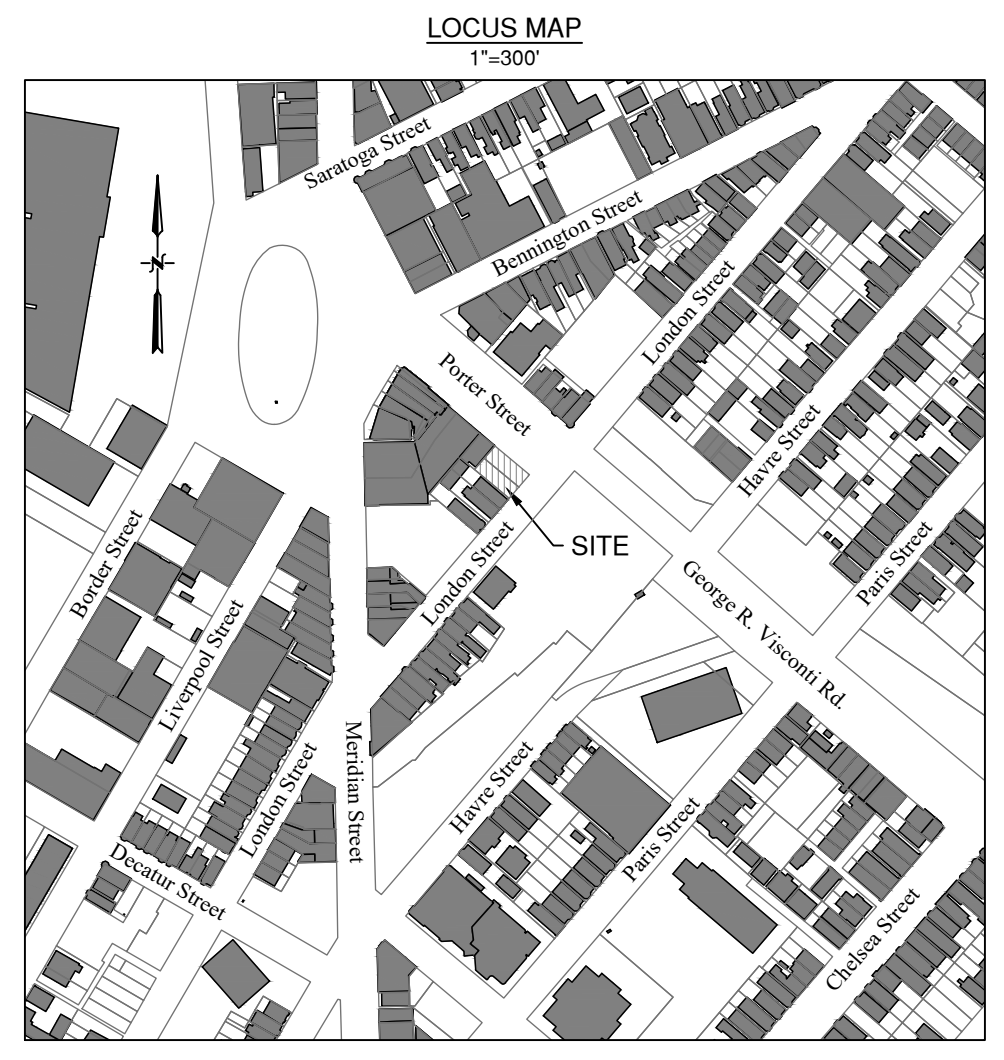 LOCUS MAP
1"=300'
Saratoga Street
Bennington Street
N
London Street
Porter Street
Havre Street
SITE
Paris Street
Border Street
London Street
George R. Visconti Rd.
Liverpool Street
Meridian Street
London Street
Havre Street
Paris Street
Decatur Street
Chelsea Street